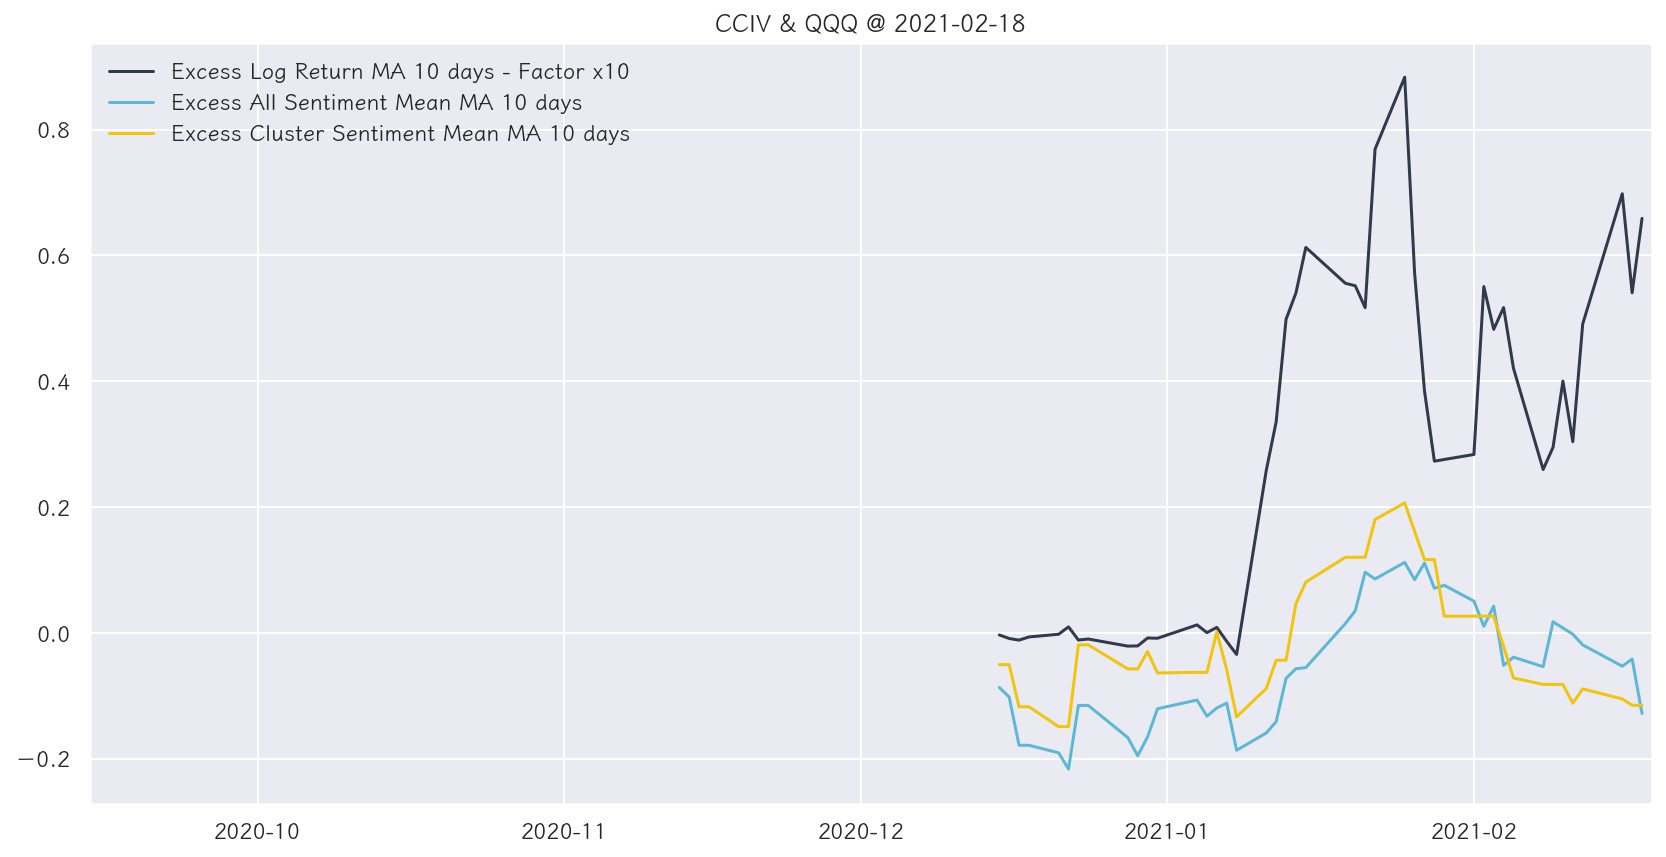 CCIV & QQQ @ 2021-02-18
Excess Log Return MA 10 days - Factor x10
Excess All Sentiment Mean MA 10 days
Excess Cluster Sentiment Mean MA 10 days
0.8
0.6
0.4
0.2
0.0
−0.2
2020-10 2020-11 2020-12 2021-01 2021-02